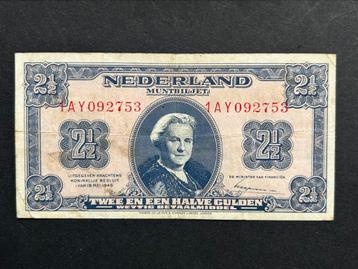 2½ NEDERLAND 2½
MUNTBILJET
1AY092753 1AY092753
2½ 2½
UITGEGEVEN KRACHTENS
KONINKLIJK BESLUIT
VAN 18 MEI 1945
DE MINISTER VAN FINANCIËN
2½ TWEE EN EEN HALVE GULDEN 2½
WETTIG BETAALMIDDEL